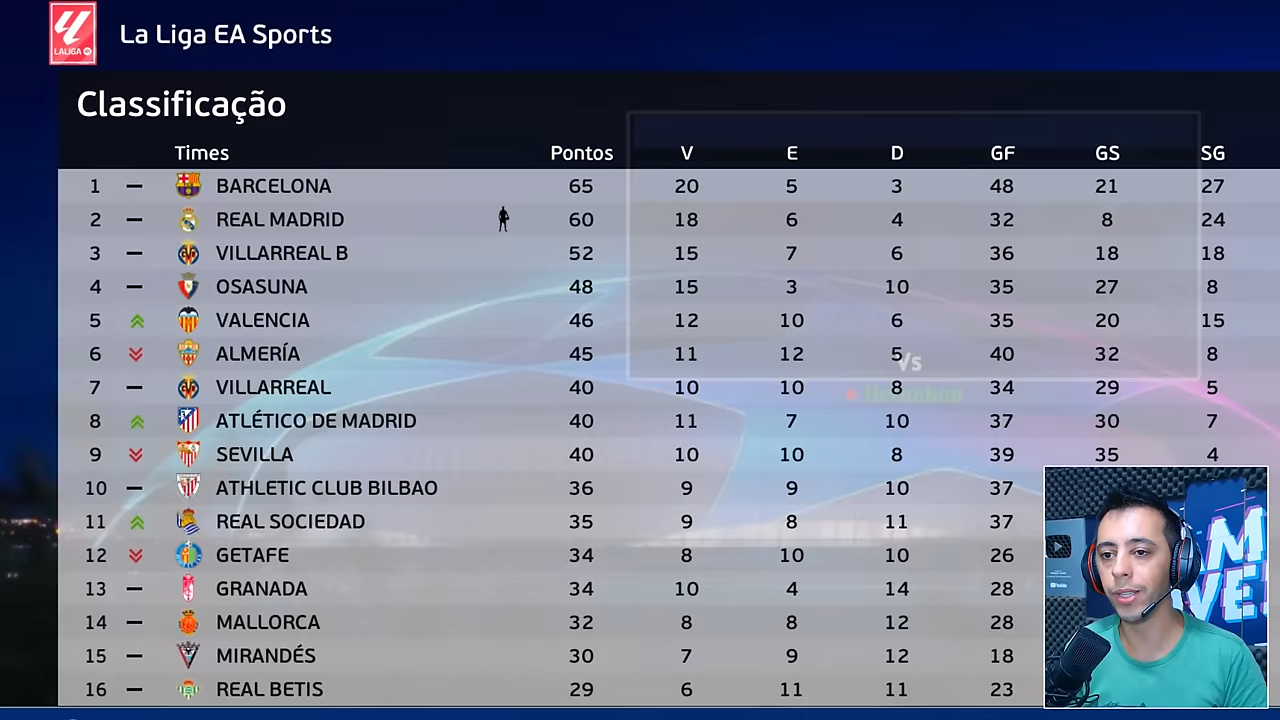 LALIGA
La Liga EA Sports
Classificação
Times Pontos V E D GF GS SG
1 BARCELONA 65 20 5 3 48 21 27
2 REAL MADRID 60 18 6 4 32 8 24
3 VILLARREAL B 52 15 7 6 36 18 18
4 OSASUNA 48 15 3 10 35 27 8
5 VALENCIA 46 12 10 6 35 20 15
6 ALMERÍA 45 11 12 5 40 32 8
Vs
7 VILLARREAL 40 10 10 8 34 29 5
8 ATLÉTICO DE MADRID 40 11 7 10 37 30 7
9 SEVILLA 40 10 10 8 39 35 4
10 ATHLETIC CLUB BILBAO 36 9 9 10 37
11 REAL SOCIEDAD 35 9 8 11 37
12 GETAFE 34 8 10 10 26
13 GRANADA 34 10 4 14 28
14 MALLORCA 32 8 8 12 28
15 MIRANDÉS 30 7 9 12 18
16 REAL BETIS 29 6 11 11 23